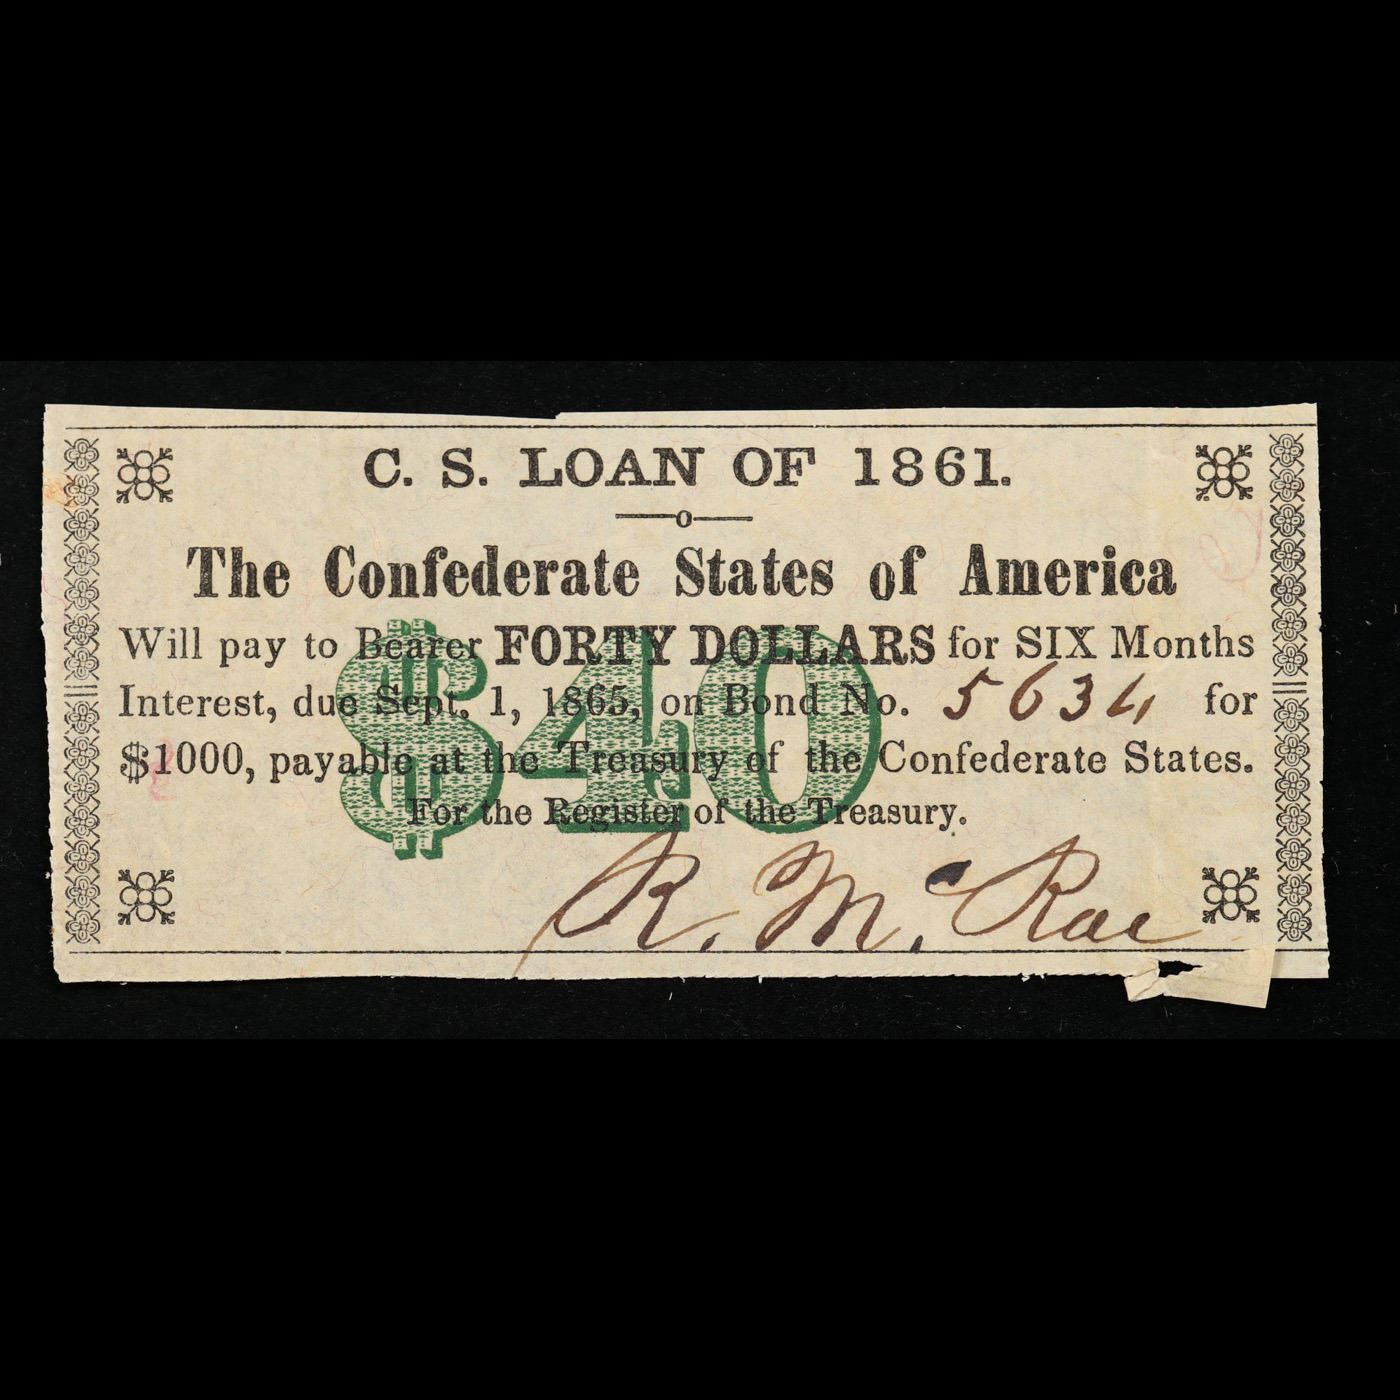 C. S. LOAN OF 1861.
The Confederate States of America
Will pay to Bearer FORTY DOLLARS for SIX Months
Interest, due Sept. 1, 1865, on Bond No. 5634 for
$1000, payable at the Treasury of the Confederate States.
For the Register of the Treasury.
$40
R. McRae